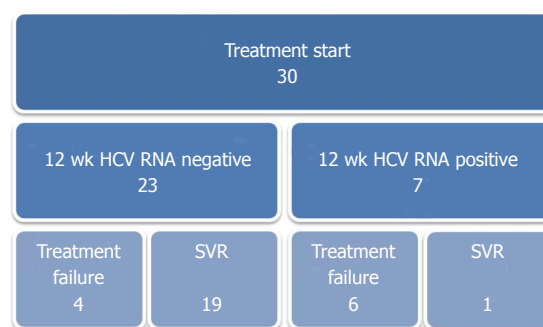 Treatment start
30
12 wk HCV RNA negative
23
12 wk HCV RNA positive
7
Treatment
failure
4
SVR
19
Treatment
failure
6
SVR
1